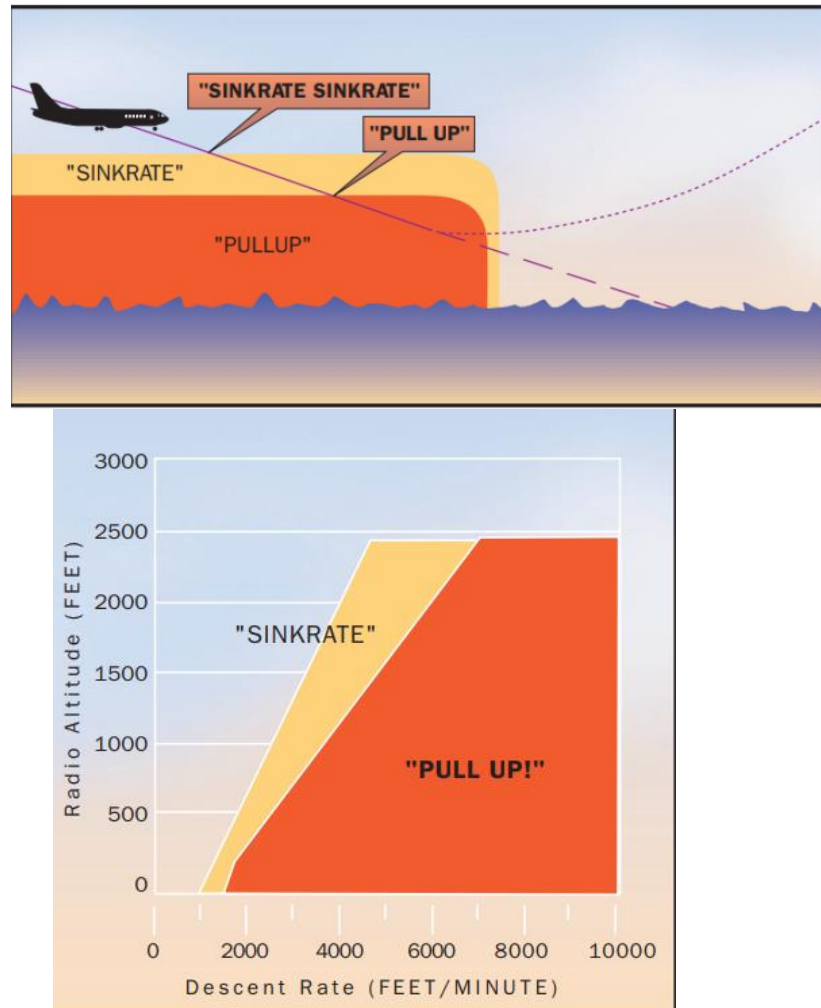 "SINKRATE SINKRATE"
"PULL UP"
"SINKRATE"
"PULLUP"
3000
2500
2000
1500
1000
500
0
Radio Altitude (FEET)
"SINKRATE"
"PULL UP!"
0 2000 4000 6000 8000 10000
Descent Rate (FEET/MINUTE)